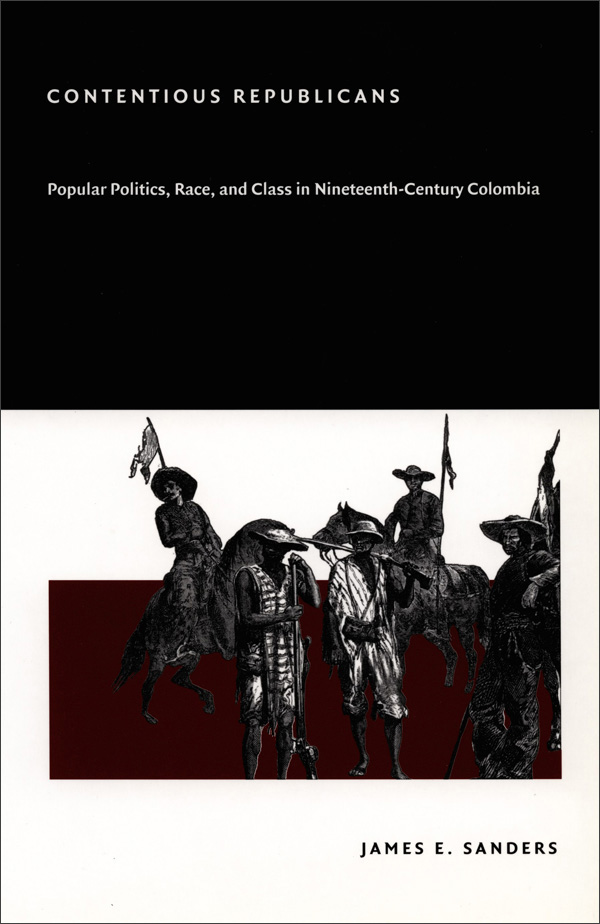 CONTENTIOUS REPUBLICANS
Popular Politics, Race, and Class in Nineteenth-Century Colombia
JAMES E. SANDERS